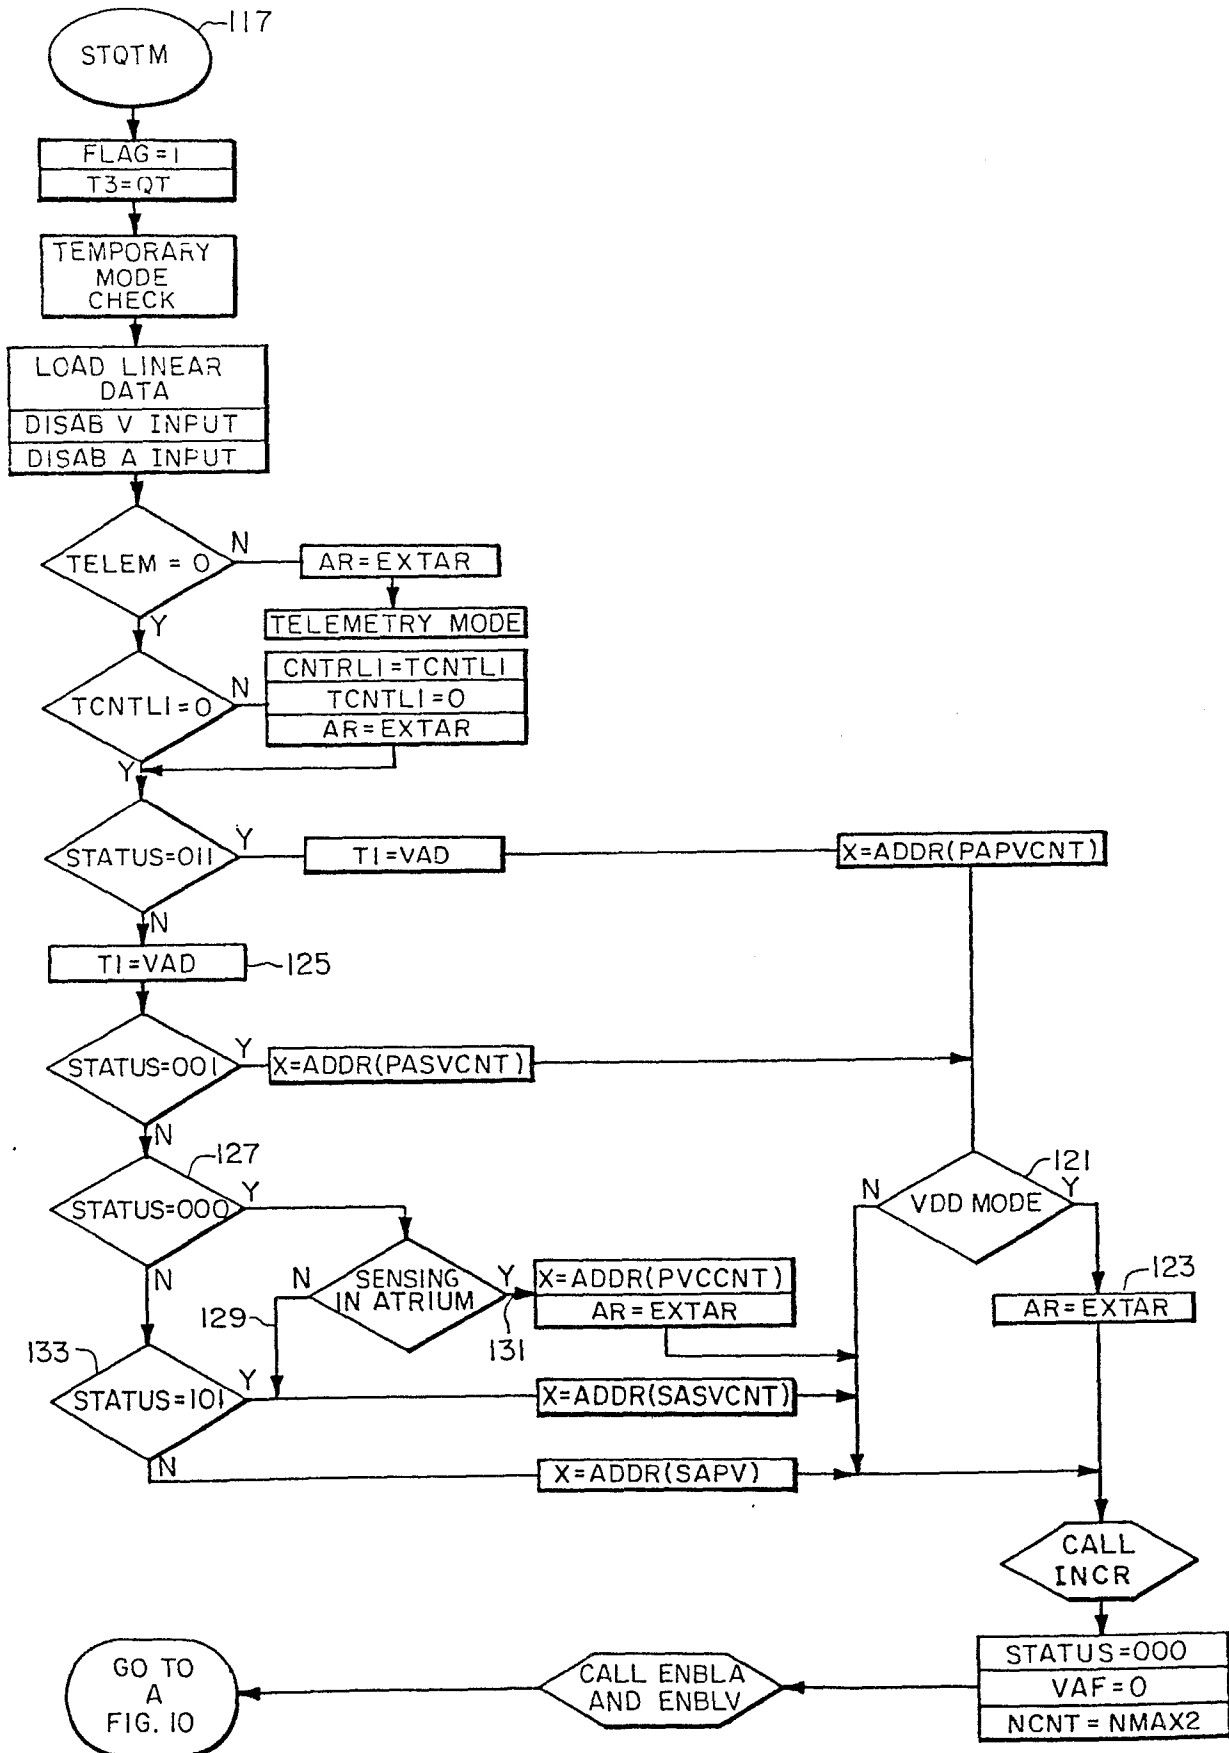 117
STQTM
FLAG=1
T3=QT
TEMPORARY
MODE
CHECK
LOAD LINEAR
DATA
DISAB V INPUT
DISAB A INPUT
TELEM = 0
N
AR=EXTAR
Y
TELEMETRY MODE
TCNTL1=0
N
CNTRL1=TCNTL1
TCNTL1=0
AR=EXTAR
Y
STATUS=011
Y
T1=VAD
X=ADDR(PAPVCNT)
N
T1=VAD
125
STATUS=001
Y
X=ADDR(PASVCNT)
N
127
STATUS=000
Y
121
VDD MODE
N
Y
N
SENSING
IN ATRIUM
N
Y
X=ADDR(PVCCNT)
AR=EXTAR
123
AR=EXTAR
129
131
133
STATUS=101
Y
X=ADDR(SASVCNT)
N
X=ADDR(SAPV)
CALL
INCR
STATUS=000
VAF=0
NCNT=NMAX2
CALL ENBLA
AND ENBLV
GO TO
A
FIG. 10